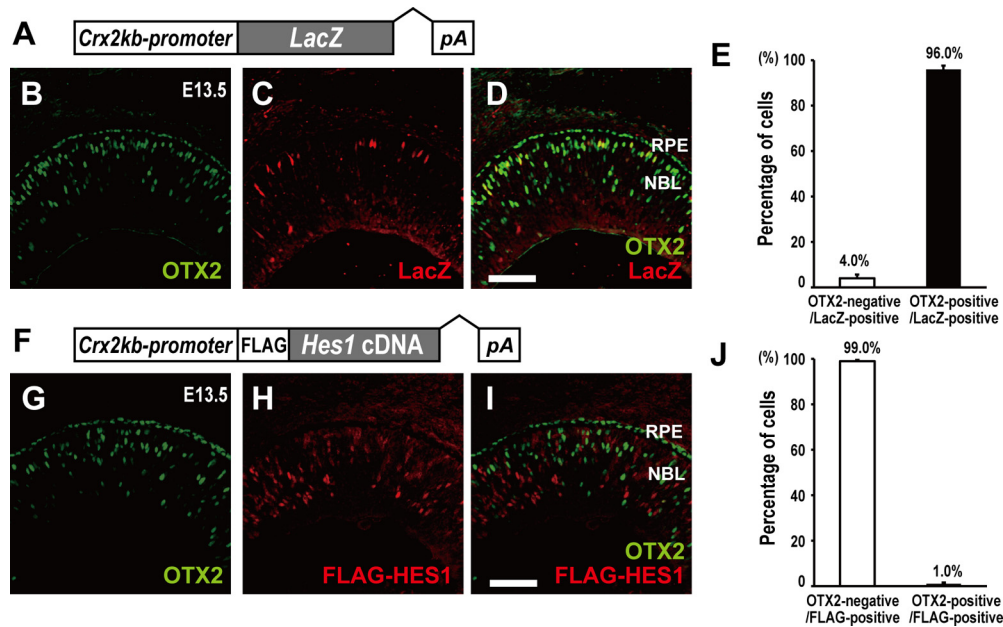 A
Crx2kb-promoter LacZ pA
B
E13.5
OTX2
C
LacZ
D
RPE
NBL
OTX2
LacZ
E
(%)
100
80
60
40
20
0
Percentage of cells
4.0%
96.0%
OTX2-negative
/LacZ-positive
OTX2-positive
/LacZ-positive
F
Crx2kb-promoter FLAG Hes1 cDNA pA
G
E13.5
OTX2
H
FLAG-HES1
I
RPE
NBL
OTX2
FLAG-HES1
J
(%)
100
80
60
40
20
0
Percentage of cells
99.0%
1.0%
OTX2-negative
/FLAG-positive
OTX2-positive
/FLAG-positive